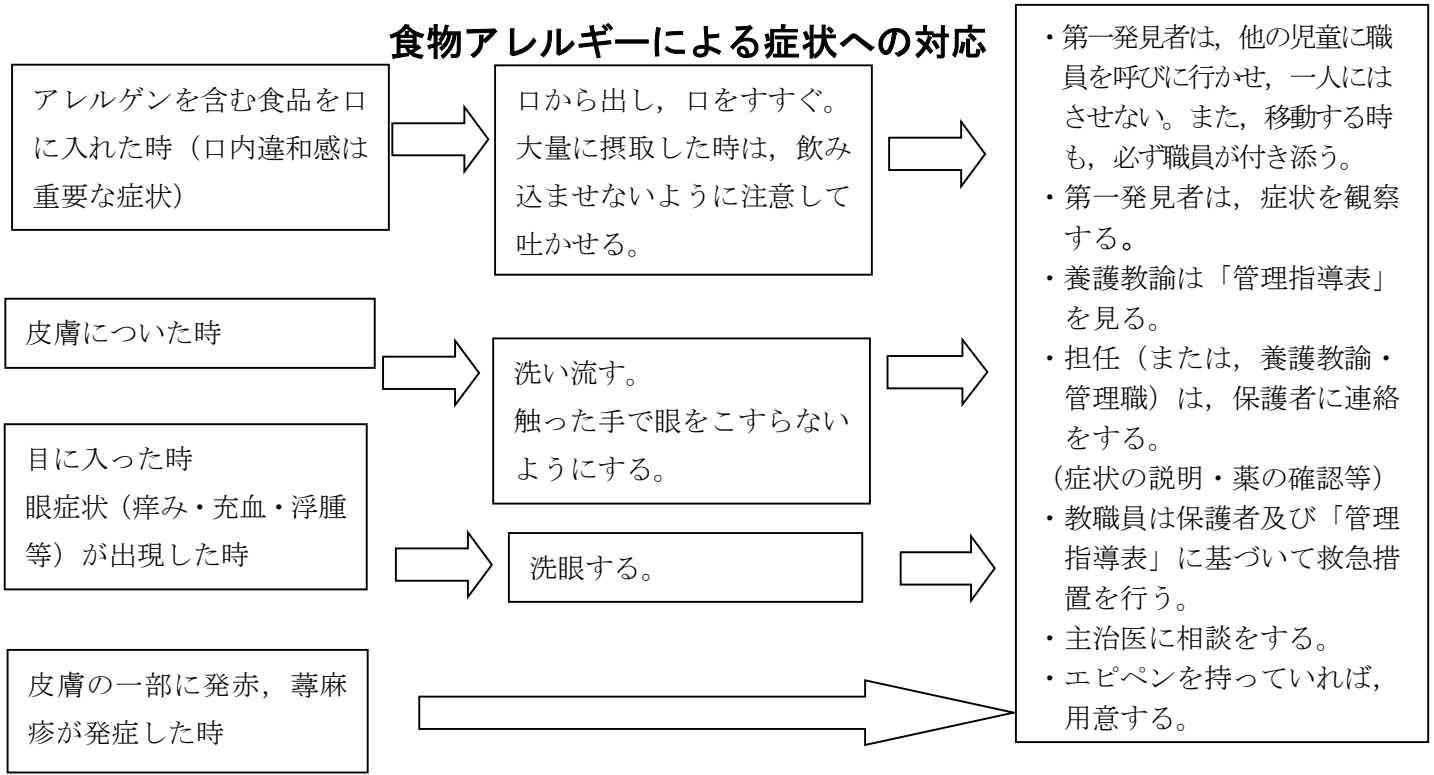 食物アレルギーによる症状への対応
アレルゲンを含む食品を口
に入れた時（口内違和感は
重要な症状）
口から出し，口をすすぐ。
大量に摂取した時は，飲み
込ませないように注意して
吐かせる。
皮膚についた時
洗い流す。
触った手で眼をこすらない
ようにする。
目に入った時
眼症状（痒み・充血・浮腫
等）が出現した時
洗眼する。
皮膚の一部に発赤，蕁麻
疹が発症した時
・第一発見者は，他の児童に職
員を呼びに行かせ，一人には
させない。また，移動する時
も，必ず職員が付き添う。
・第一発見者は，症状を観察
する。
・養護教諭は「管理指導表」
を見る。
・担任（または，養護教諭・
管理職）は，保護者に連絡
をする。
（症状の説明・薬の確認等）
・教職員は保護者及び「管理
指導表」に基づいて救急措
置を行う。
・主治医に相談をする。
・エピペンを持っていれば，
用意する。